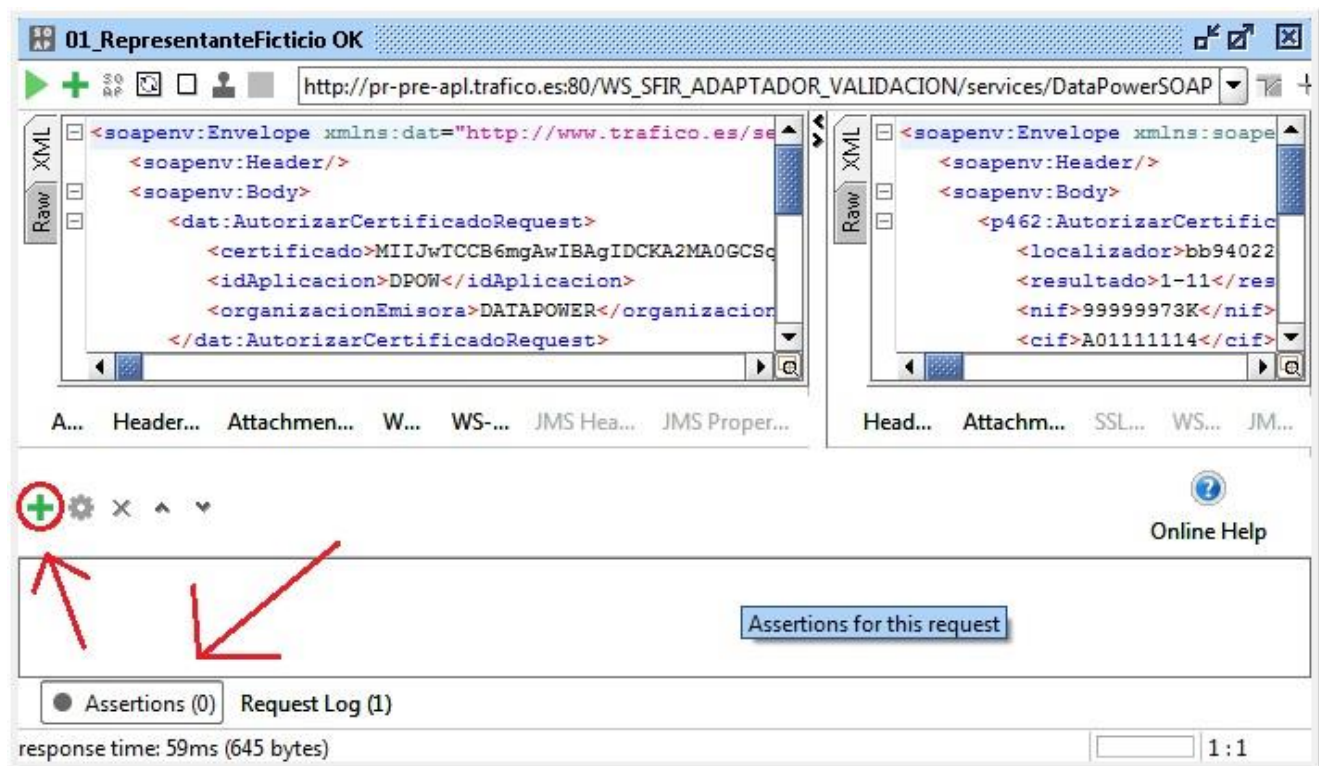 01_RepresentanteFicticio OK
http://pr-pre-apl.trafico.es:80/WS_SFIR_ADAPTADOR_VALIDACION/services/DataPowerSOAP
XML
Raw
<soapenv:Envelope xmlns:dat="http://www.trafico.es/se
<soapenv:Header/>
<soapenv:Body>
<dat:AutorizarCertificadoRequest>
<certificado>MIIJwTCCB6mgAwIBAgIDCKA2MA0GCSq
<idAplicacion>DPOW</idAplicacion>
<organizacionEmisora>DATAPOWER</organizacion
</dat:AutorizarCertificadoRequest>
XML
Raw
<soapenv:Envelope xmlns:soape
<soapenv:Header/>
<soapenv:Body>
<p462:AutorizarCertific
<localizador>bb94022
<resultado>1-11</res
<nif>99999973K</nif>
<cif>A01111114</cif>
A... Header... Attachmen... W... WS-... JMS Hea... JMS Proper...
Head... Attachm... SSL... WS... JM...
Online Help
Assertions for this request
Assertions (0) Request Log (1)
response time: 59ms (645 bytes)
1 : 1